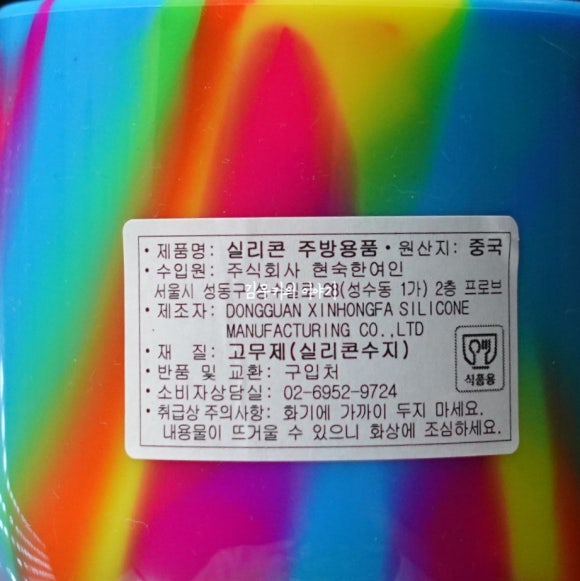 • 제품명: 실리콘 주방용품 • 원산지: 중국
• 수입원: 주식회사 현숙한여인
서울시 성동구 28(성수동 1가) 2층 프로브
• 제조자: DONGGUAN XINHONGFA SILICONE
MANUFACTURING CO.,LTD
• 재 질: 고무제(실리콘수지)
• 반품 및 교환: 구입처
• 소비자상담실: 02-6952-9724
• 취급상 주의사항: 화기에 가까이 두지 마세요.
내용물이 뜨거울 수 있으니 화상에 조심하세요.
식품용